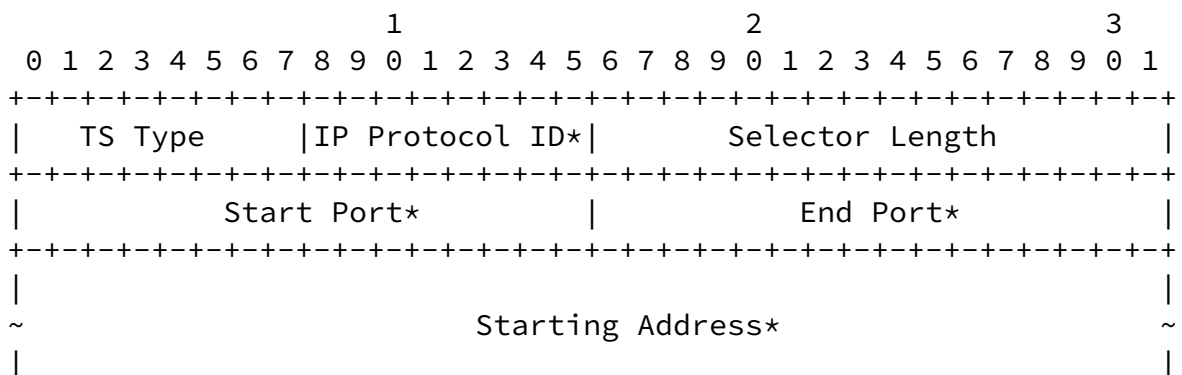 1                   2                   3
 0 1 2 3 4 5 6 7 8 9 0 1 2 3 4 5 6 7 8 9 0 1 2 3 4 5 6 7 8 9 0 1
+-+-+-+-+-+-+-+-+-+-+-+-+-+-+-+-+-+-+-+-+-+-+-+-+-+-+-+-+-+-+-+-+
|   TS Type     |IP Protocol ID*|       Selector Length         |
+-+-+-+-+-+-+-+-+-+-+-+-+-+-+-+-+-+-+-+-+-+-+-+-+-+-+-+-+-+-+-+-+
|           Start Port*         |           End Port*           |
+-+-+-+-+-+-+-+-+-+-+-+-+-+-+-+-+-+-+-+-+-+-+-+-+-+-+-+-+-+-+-+-+
|                                                               |
~                         Starting Address*                     ~
|                                                               |